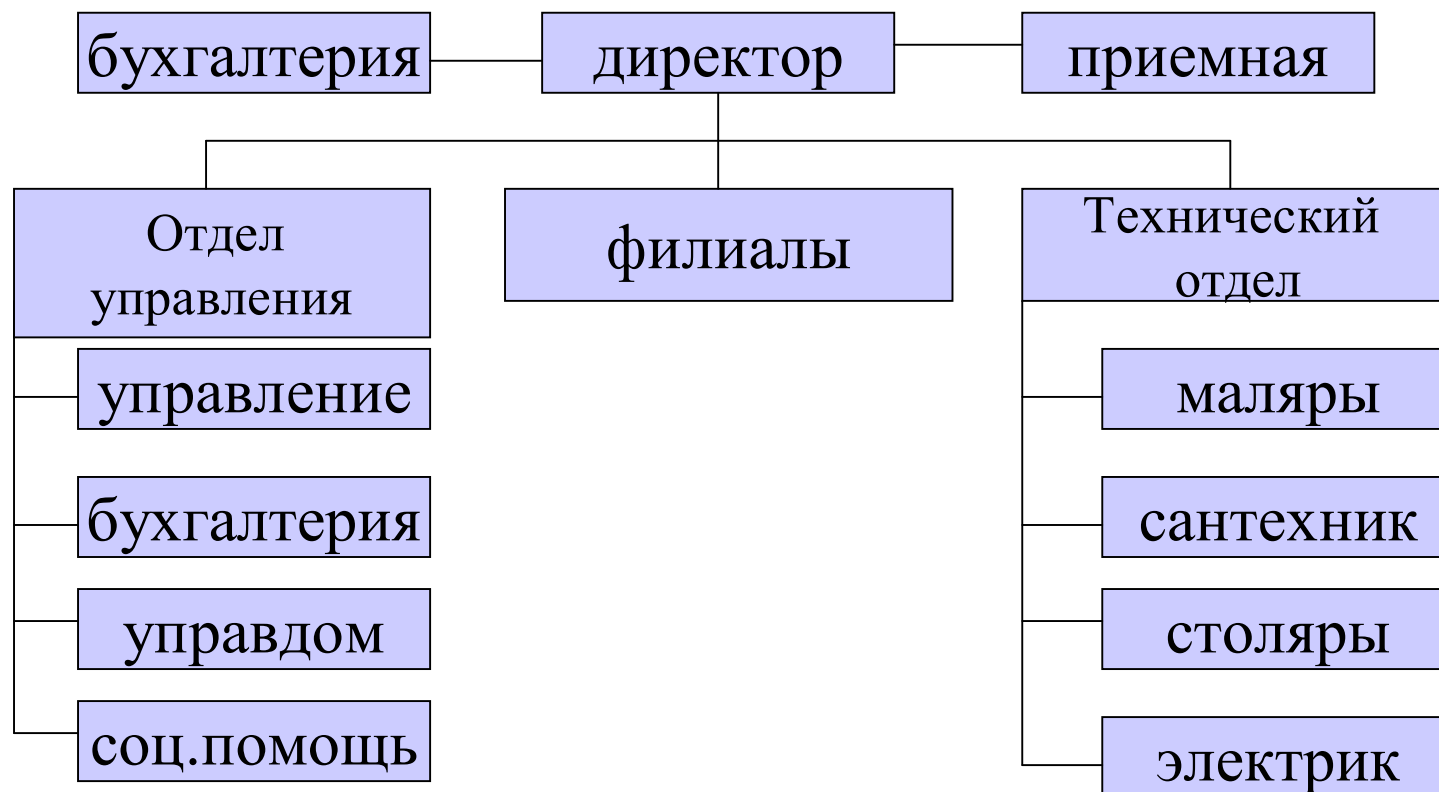 бухгалтерия
директор
приемная
Отдел
управления
филиалы
Технический
отдел
управление
бухгалтерия
управдом
соц.помощь
маляры
сантехник
столяры
электрик